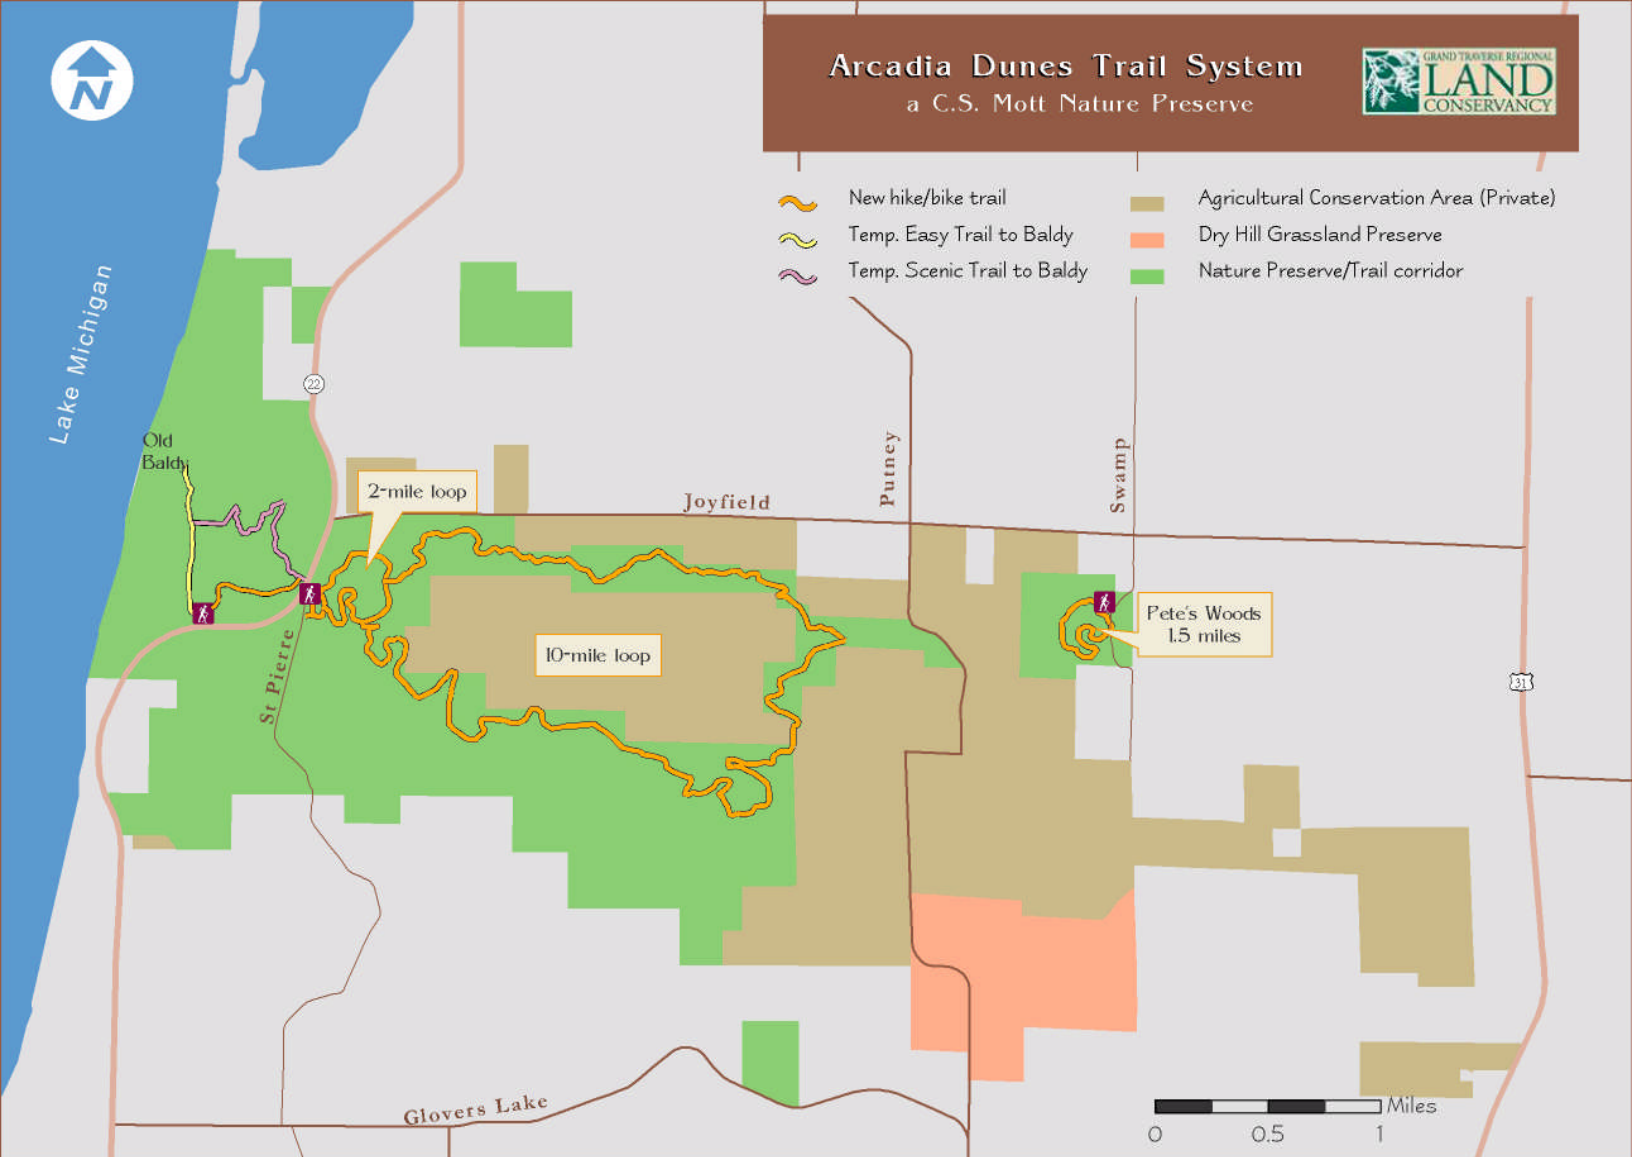 Arcadia Dunes Trail System
a C.S. Mott Nature Preserve
GRAND TRAVERSE REGIONAL
LAND
CONSERVANCY
N
New hike/bike trail
Temp. Easy Trail to Baldy
Temp. Scenic Trail to Baldy
Agricultural Conservation Area (Private)
Dry Hill Grassland Preserve
Nature Preserve/Trail corridor
Lake Michigan
22
Old
Baldy
2-mile loop
Joyfield
Putney
Swamp
Pete's Woods
1.5 miles
10-mile loop
St Pierre
31
Glovers Lake
Miles
0 0.5 1